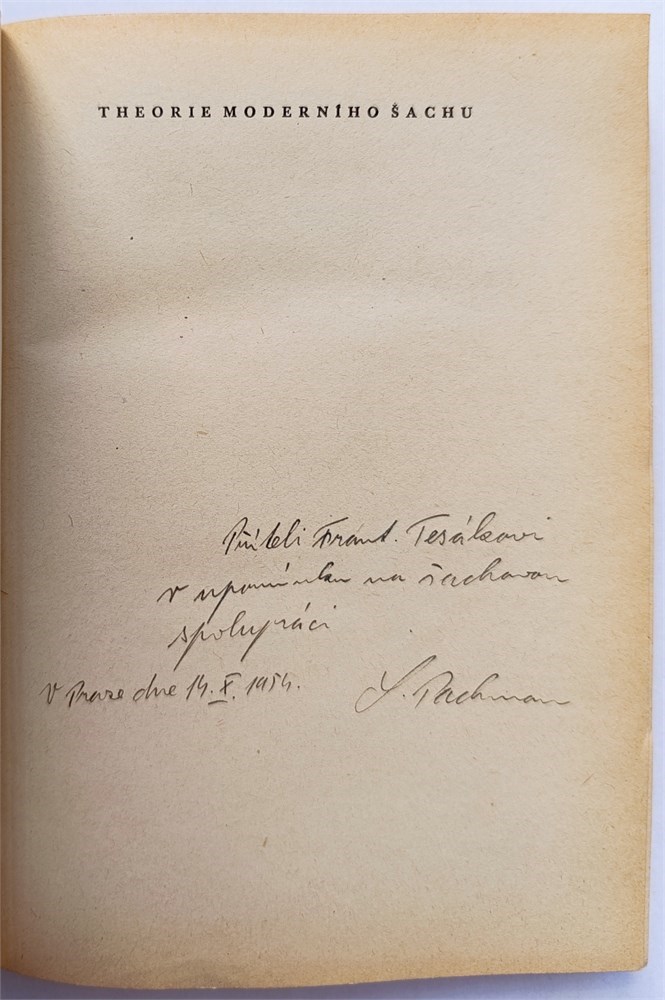 THEORIE MODERNÍHO ŠACHU
Příteli Frant. Tesálkovi
v upomínku na šachovou
spolupráci
V Praze dne 14. X. 1954. L. Pachman